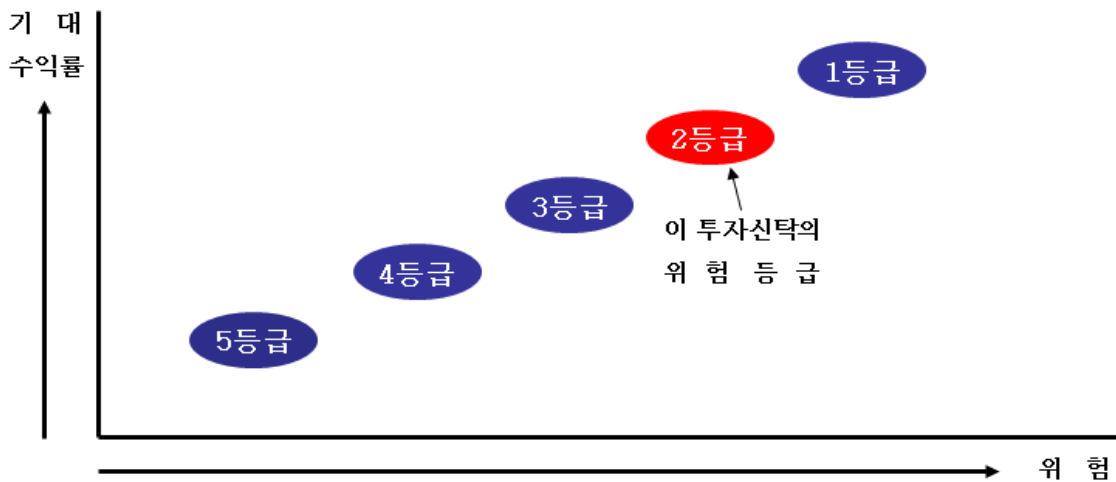 기 대
수익률
1등급
2등급
3등급
이 투자신탁의
위 험 등 급
4등급
5등급
위 험